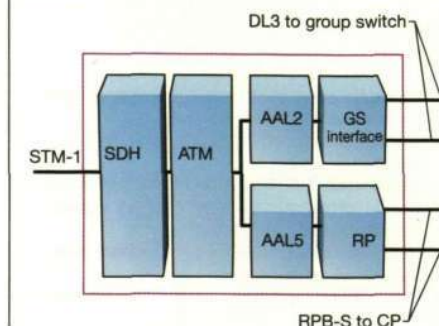 DL3 to group switch
AAL2
GS
interface
STM-1
SDH
ATM
AAL5
RP
RPB-S to CP